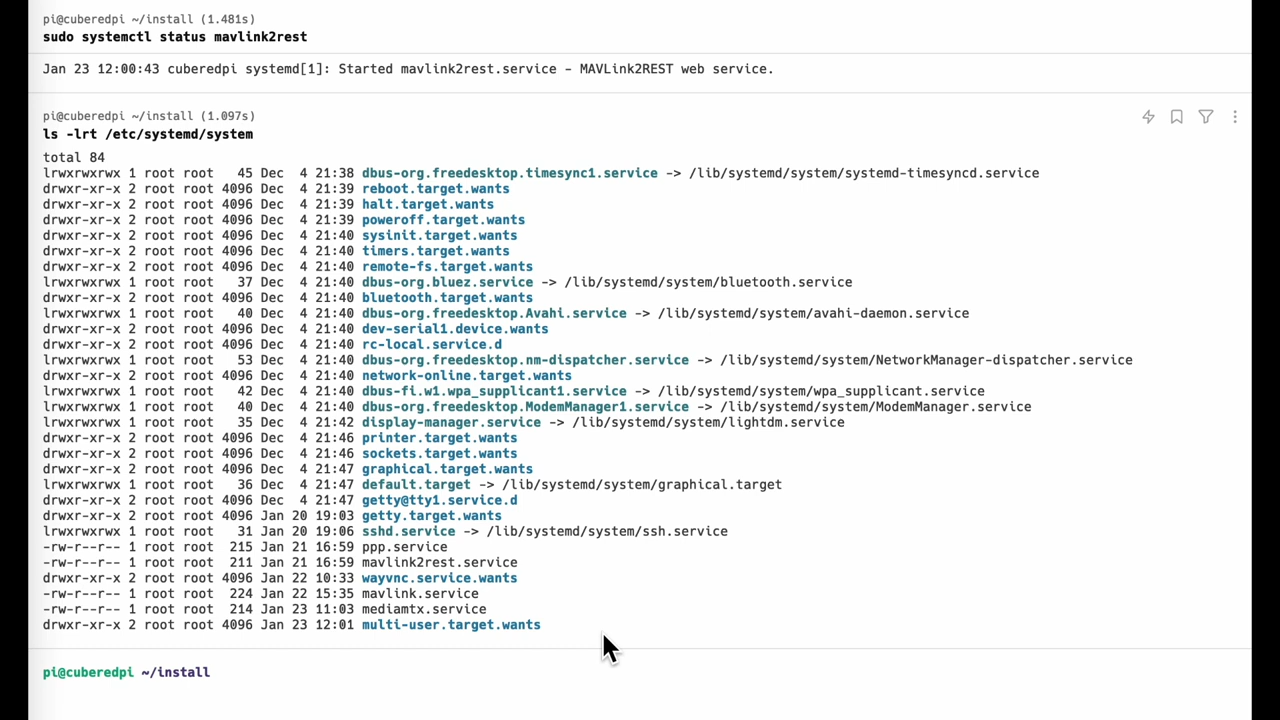 pi@cuberedpi ~/install (1.481s)
sudo systemctl status mavlink2rest
Jan 23 12:00:43 cuberedpi systemd[1]: Started mavlink2rest.service - MAVLink2REST web service.
pi@cuberedpi ~/install (1.097s)
ls -lrt /etc/systemd/system
total 84
lrwxrwxrwx 1 root root   45 Dec  4 21:38 dbus-org.freedesktop.timesync1.service -> /lib/systemd/system/systemd-timesyncd.service
drwxr-xr-x 2 root root 4096 Dec  4 21:39 reboot.target.wants
drwxr-xr-x 2 root root 4096 Dec  4 21:39 halt.target.wants
drwxr-xr-x 2 root root 4096 Dec  4 21:39 poweroff.target.wants
drwxr-xr-x 2 root root 4096 Dec  4 21:40 sysinit.target.wants
drwxr-xr-x 2 root root 4096 Dec  4 21:40 timers.target.wants
drwxr-xr-x 2 root root 4096 Dec  4 21:40 remote-fs.target.wants
lrwxrwxrwx 1 root root   37 Dec  4 21:40 dbus-org.bluez.service -> /lib/systemd/system/bluetooth.service
drwxr-xr-x 2 root root 4096 Dec  4 21:40 bluetooth.target.wants
lrwxrwxrwx 1 root root   40 Dec  4 21:40 dbus-org.freedesktop.Avahi.service -> /lib/systemd/system/avahi-daemon.service
drwxr-xr-x 2 root root 4096 Dec  4 21:40 dev-serial1.device.wants
drwxr-xr-x 2 root root 4096 Dec  4 21:40 rc-local.service.d
lrwxrwxrwx 1 root root   53 Dec  4 21:40 dbus-org.freedesktop.nm-dispatcher.service -> /lib/systemd/system/NetworkManager-dispatcher.service
drwxr-xr-x 2 root root 4096 Dec  4 21:40 network-online.target.wants
lrwxrwxrwx 1 root root   42 Dec  4 21:40 dbus-fi.w1.wpa_supplicant1.service -> /lib/systemd/system/wpa_supplicant.service
lrwxrwxrwx 1 root root   40 Dec  4 21:40 dbus-org.freedesktop.ModemManager1.service -> /lib/systemd/system/ModemManager.service
lrwxrwxrwx 1 root root   35 Dec  4 21:42 display-manager.service -> /lib/systemd/system/lightdm.service
drwxr-xr-x 2 root root 4096 Dec  4 21:46 printer.target.wants
drwxr-xr-x 2 root root 4096 Dec  4 21:46 sockets.target.wants
drwxr-xr-x 2 root root 4096 Dec  4 21:47 graphical.target.wants
lrwxrwxrwx 1 root root   36 Dec  4 21:47 default.target -> /lib/systemd/system/graphical.target
drwxr-xr-x 2 root root 4096 Dec  4 21:47 getty@tty1.service.d
drwxr-xr-x 2 root root 4096 Jan 20 19:03 getty.target.wants
lrwxrwxrwx 1 root root   31 Jan 20 19:06 sshd.service -> /lib/systemd/system/ssh.service
-rw-r--r-- 1 root root  215 Jan 21 16:59 ppp.service
-rw-r--r-- 1 root root  211 Jan 21 16:59 mavlink2rest.service
drwxr-xr-x 2 root root 4096 Jan 22 10:33 wayvnc.service.wants
-rw-r--r-- 1 root root  224 Jan 22 15:35 mavlink.service
-rw-r--r-- 1 root root  214 Jan 23 11:03 mediamtx.service
drwxr-xr-x 2 root root 4096 Jan 23 12:01 multi-user.target.wants
pi@cuberedpi ~/install